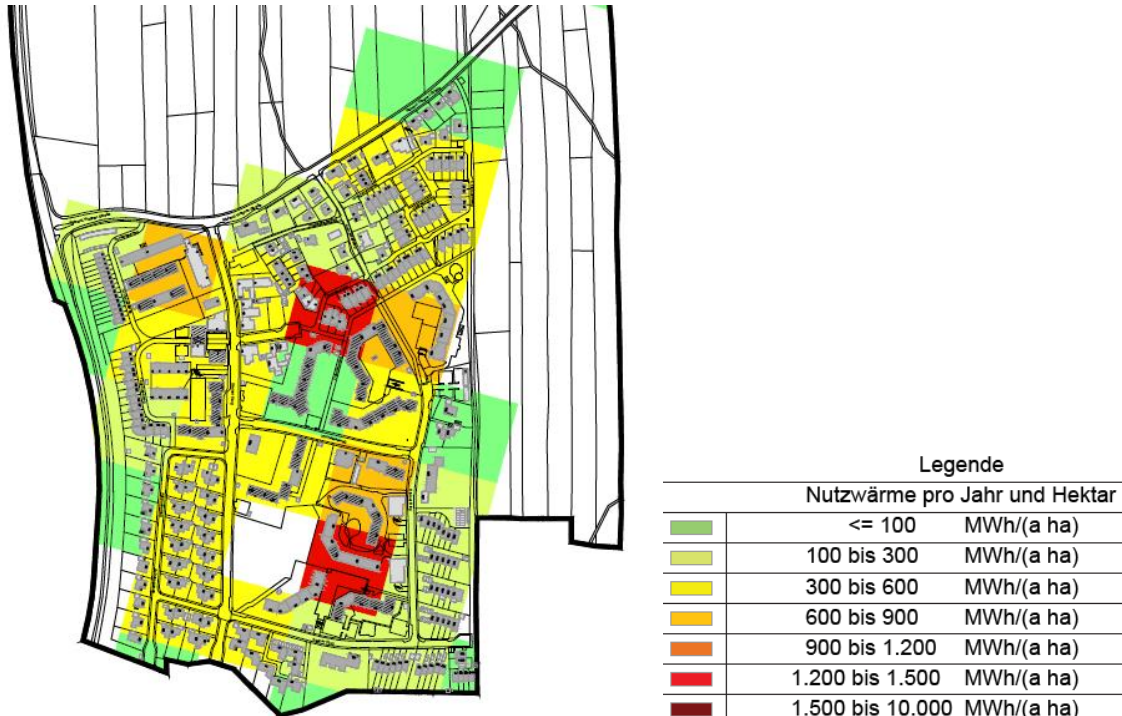 Legende
Nutzwärme pro Jahr und Hektar
<= 100 MWh/(a ha)
100 bis 300 MWh/(a ha)
300 bis 600 MWh/(a ha)
600 bis 900 MWh/(a ha)
900 bis 1.200 MWh/(a ha)
1.200 bis 1.500 MWh/(a ha)
1.500 bis 10.000 MWh/(a ha)